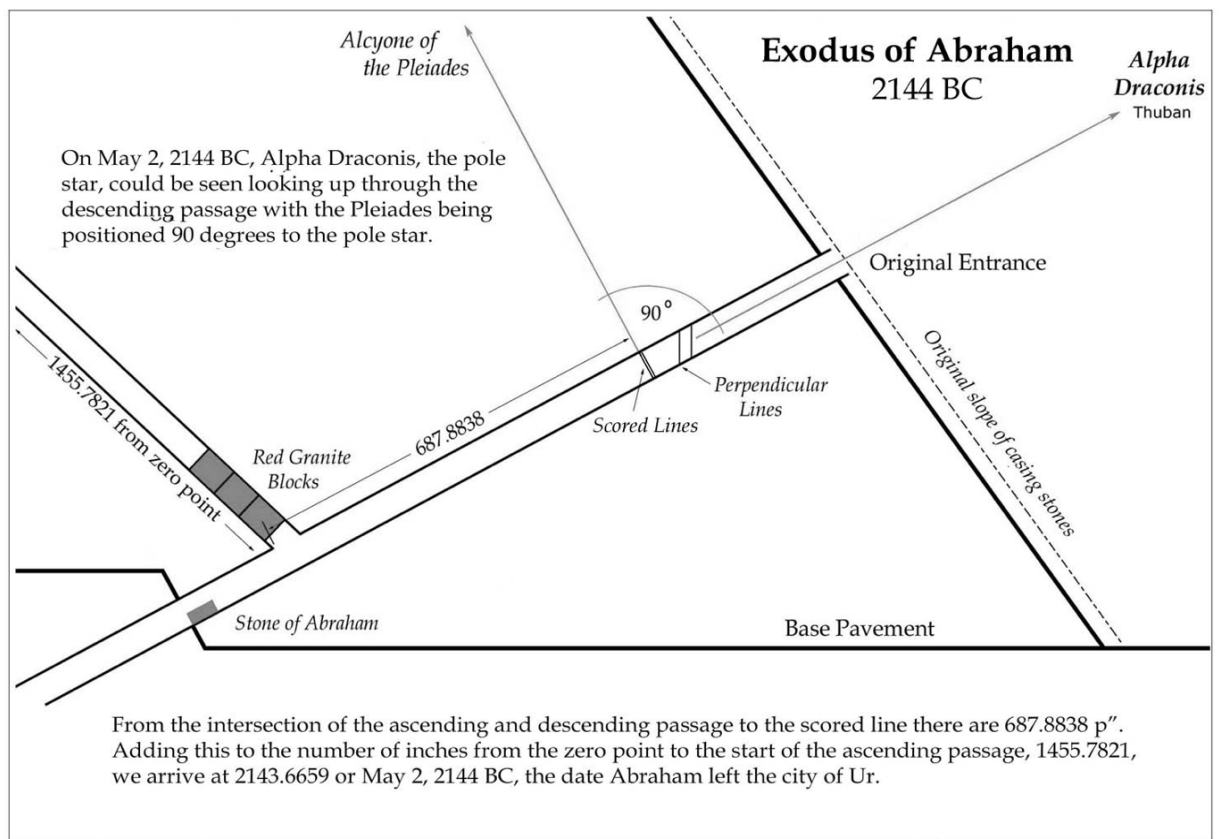 Exodus of Abraham
2144 BC
Alcyone of
the Pleiades
Alpha
Draconis
Thuban
On May 2, 2144 BC, Alpha Draconis, the pole
star, could be seen looking up through the
descending passage with the Pleiades being
positioned 90 degrees to the pole star.
Original Entrance
90°
1455.7821 from zero point
687.8838
Perpendicular
Lines
Scored Lines
Original slope of casing stones
Red Granite
Blocks
Stone of Abraham
Base Pavement
From the intersection of the ascending and descending passage to the scored line there are 687.8838 p”.
Adding this to the number of inches from the zero point to the start of the ascending passage, 1455.7821,
we arrive at 2143.6659 or May 2, 2144 BC, the date Abraham left the city of Ur.